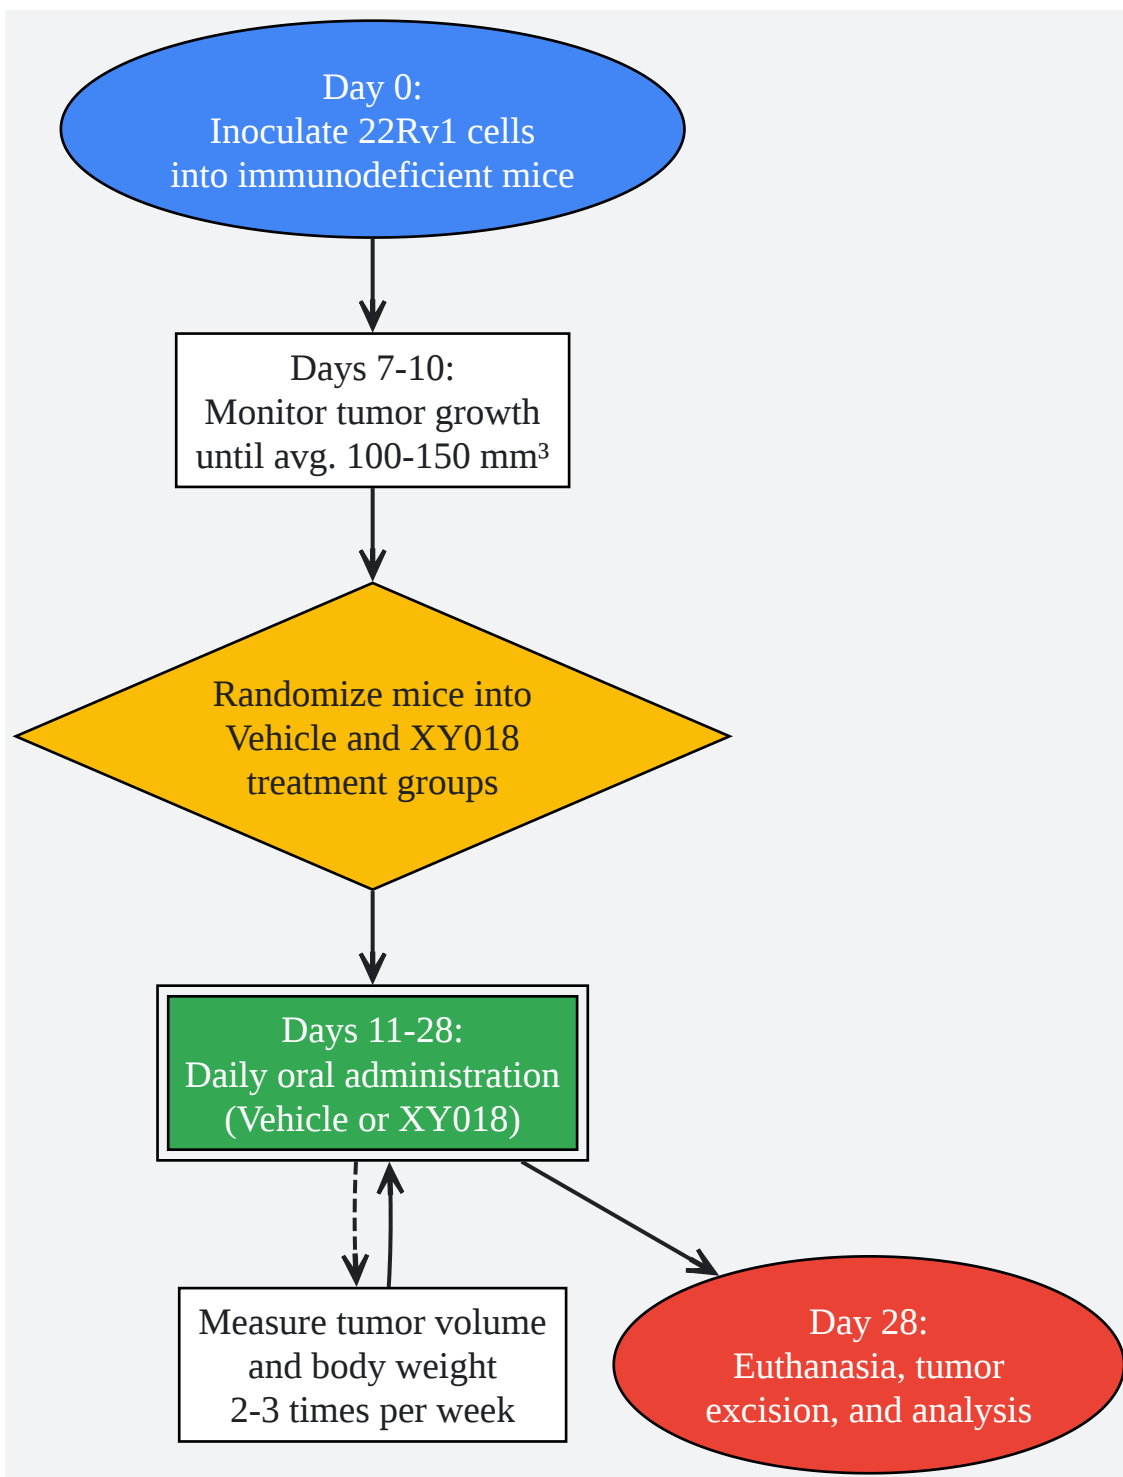 Day 0:
Inoculate 22Rv1 cells
into immunodeficient mice
Days 7-10:
Monitor tumor growth
until avg. 100-150 mm³
Randomize mice into
Vehicle and XY018
treatment groups
Days 11-28:
Daily oral administration
(Vehicle or XY018)
Measure tumor volume
and body weight
2-3 times per week
Day 28:
Euthanasia, tumor
excision, and analysis